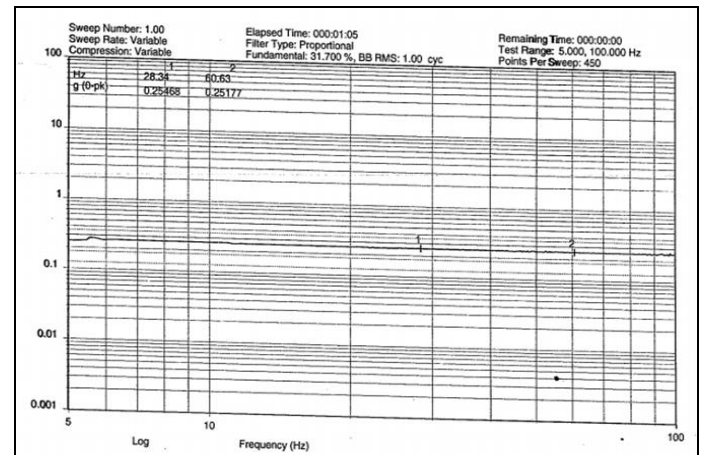 Sweep Number: 1.00
Sweep Rate: Variable
Compression: Variable
Elapsed Time: 000:01:05
Filter Type: Proportional
Fundamental: 31.700 %, BB RMS: 1.00 cyc
Remaining Time: 000:00:00
Test Range: 5.000, 100.000 Hz
Points Per Sweep: 450
1 2
Hz 28.34 60.63
g (0-pk) 0.25468 0.25177
100
10
1
0.1
0.01
0.001
1 2
5 10 100
Log Frequency (Hz)